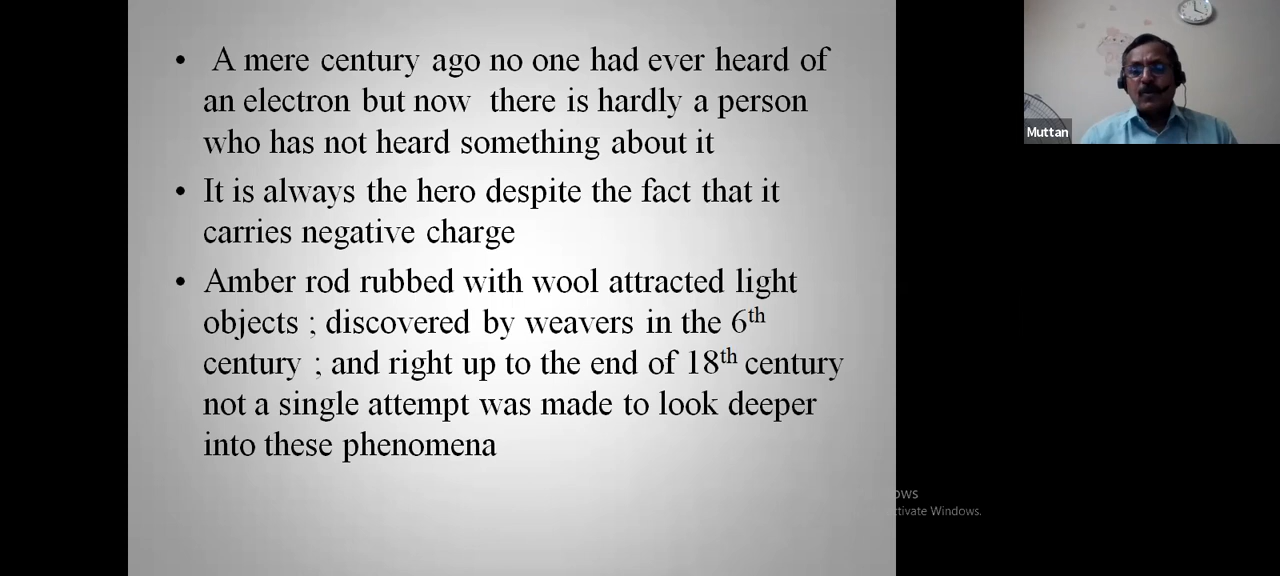 • A mere century ago no one had ever heard of
an electron but now there is hardly a person
who has not heard something about it
• It is always the hero despite the fact that it
carries negative charge
• Amber rod rubbed with wool attracted light
objects ; discovered by weavers in the 6th
century ; and right up to the end of 18th century
not a single attempt was made to look deeper
into these phenomena
Muttan
Windows.